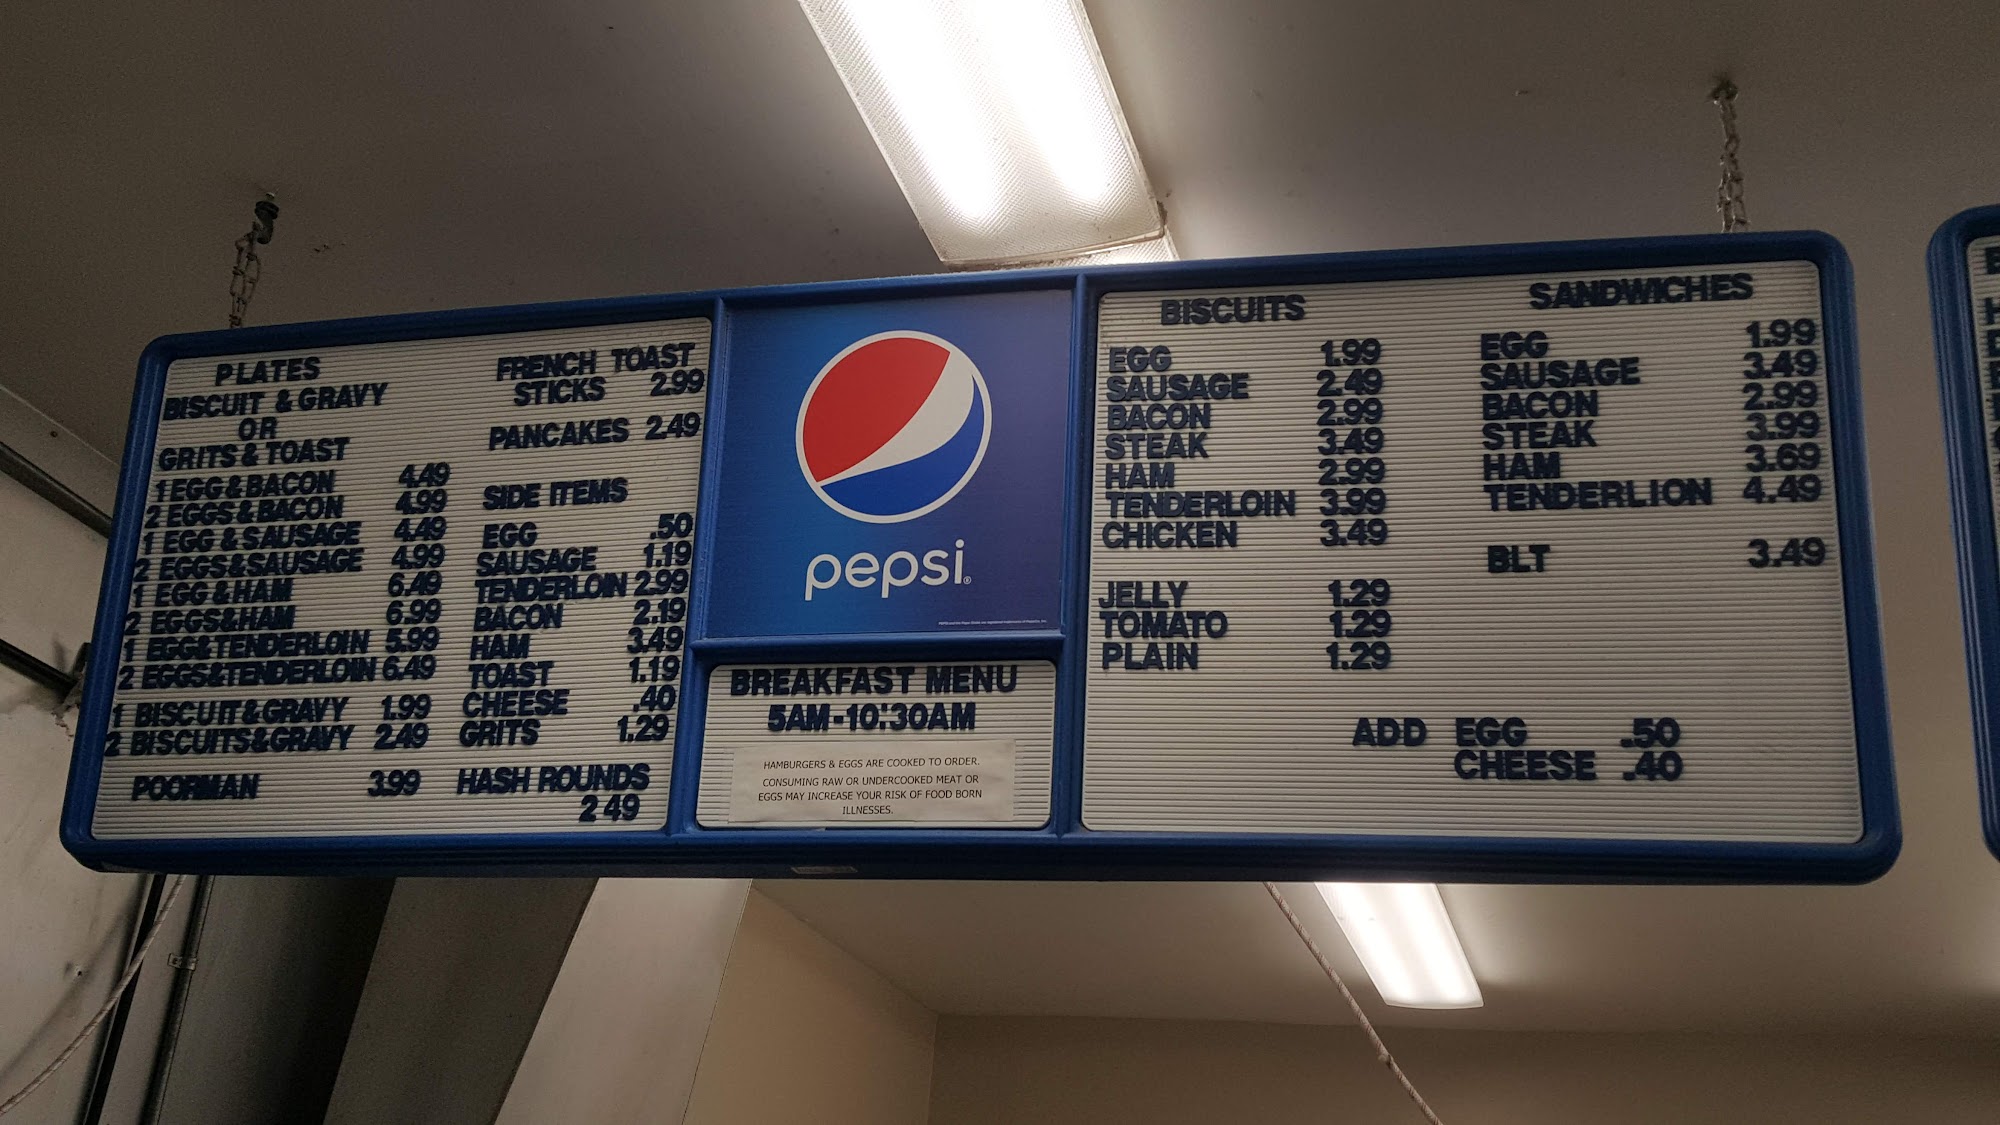 PLATES
BISCUIT & GRAVY
OR
GRITS & TOAST
1 EGG & BACON 4.49
2 EGGS & BACON 4.99
1 EGG & SAUSAGE 4.49
2 EGGS & SAUSAGE 4.99
1 EGG & HAM 6.49
2 EGGS & HAM 6.99
1 EGG & TENDERLOIN 5.99
2 EGGS & TENDERLOIN 6.49
1 BISCUIT & GRAVY 1.99
2 BISCUITS & GRAVY 2.49
POORMAN 3.99
FRENCH TOAST
STICKS 2.99
PANCAKES 2.49
SIDE ITEMS
EGG .50
SAUSAGE 1.19
TENDERLOIN 2.99
BACON 2.19
HAM 3.49
TOAST 1.19
CHEESE .40
GRITS 1.29
HASH ROUNDS
2 49
pepsi®
BREAKFAST MENU
5AM-10:30AM
HAMBURGERS & EGGS ARE COOKED TO ORDER.
CONSUMING RAW OR UNDERCOOKED MEAT OR
EGGS MAY INCREASE YOUR RISK OF FOOD BORN
ILLNESSES.
BISCUITS
EGG 1.99
SAUSAGE 2.49
BACON 2.99
STEAK 3.49
HAM 2.99
TENDERLOIN 3.99
CHICKEN 3.49
JELLY 1.29
TOMATO 1.29
PLAIN 1.29
SANDWICHES
EGG 1.99
SAUSAGE 3.49
BACON 2.99
STEAK 3.99
HAM 3.69
TENDERLION 4.49
BLT 3.49
ADD EGG .50
CHEESE .40